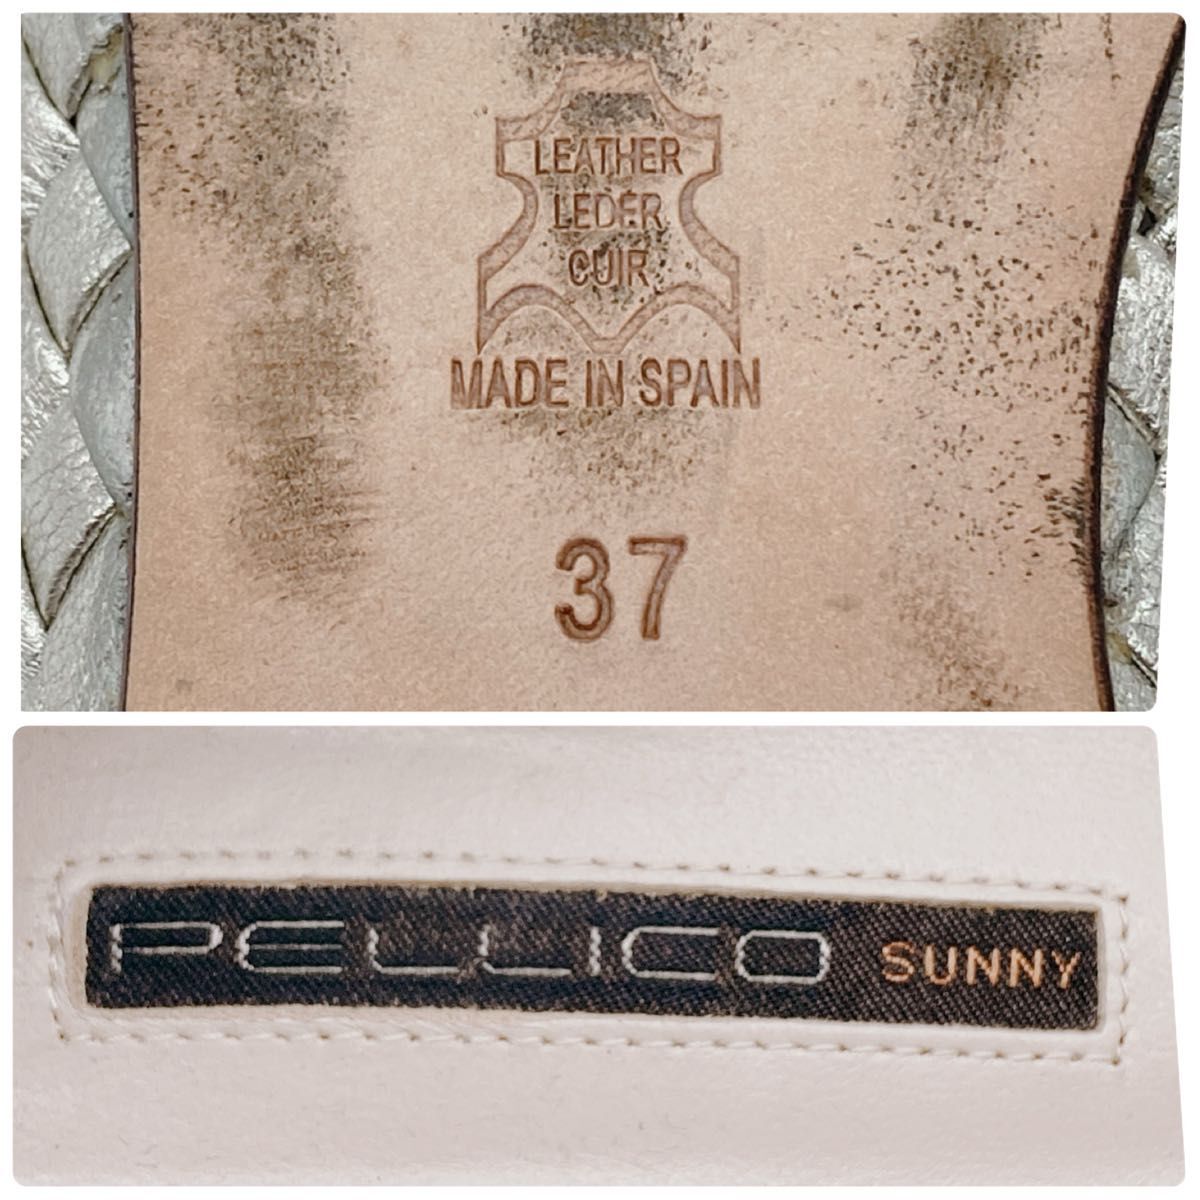 LEATHER
LEDER
CUIR
MADE IN SPAIN
37
PELLICO SUNNY